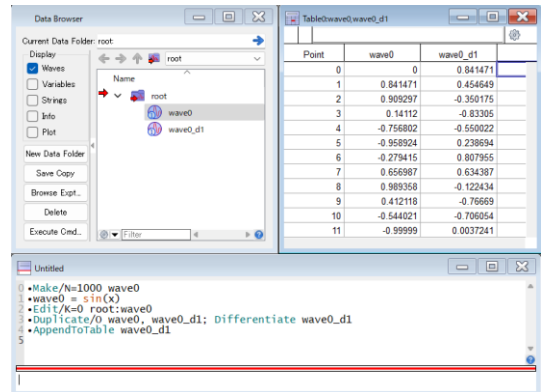 Data Browser
Current Data Folder: root:
Display
Waves
Variables
Strings
Info
Plot
New Data Folder
Save Copy
Browse Expt...
Delete
Execute Cmd...
root
Name
root
wave0
wave0_d1
Filter
Table0:wave0,wave0_d1
Point wave0 wave0_d1
0 0 0.841471
1 0.841471 0.454649
2 0.909297 -0.350175
3 0.14112 -0.83305
4 -0.756802 -0.550022
5 -0.958924 0.238694
6 -0.279415 0.807955
7 0.656987 0.634387
8 0.989358 -0.122434
9 0.412118 -0.76669
10 -0.544021 -0.706054
11 -0.99999 0.0037241
Untitled
0 •Make/N=1000 wave0
1 •wave0 = sin(x)
2 •Edit/K=0 root:wave0
3 •Duplicate/O wave0, wave0_d1; Differentiate wave0_d1
4 •AppendToTable wave0_d1
5